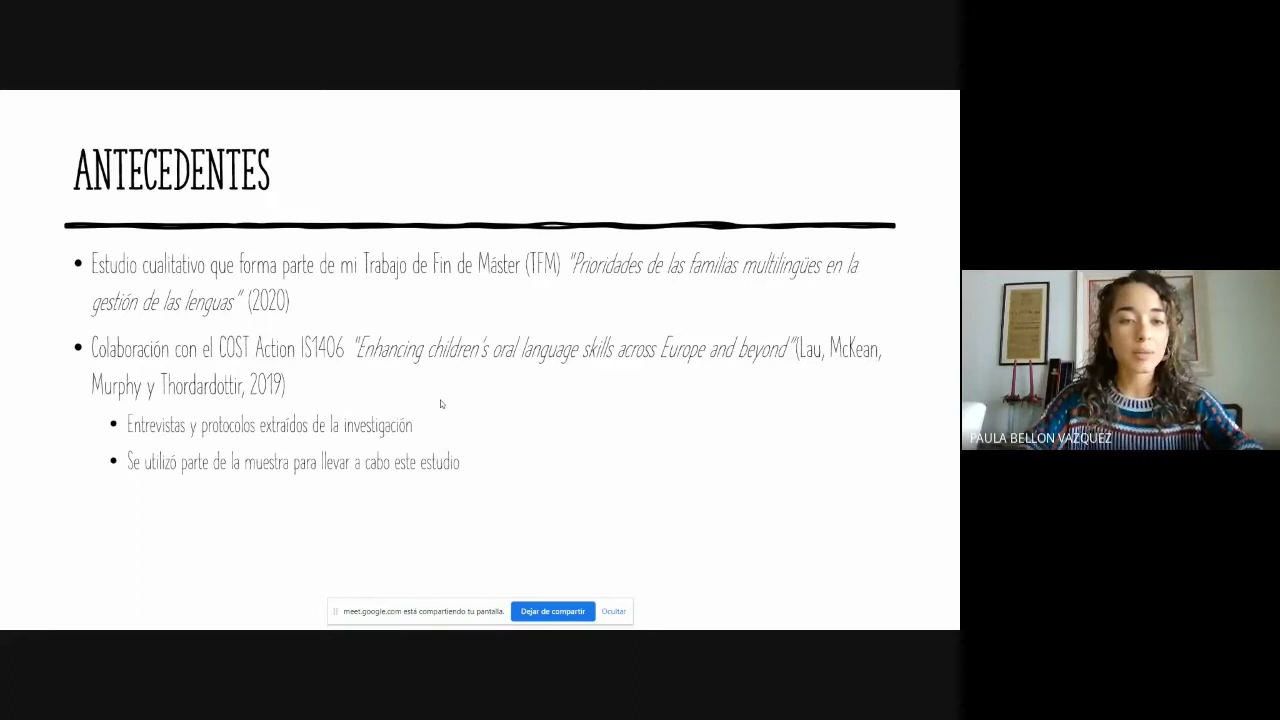 ANTECEDENTES
• Estudio cualitativo que forma parte de mi Trabajo de Fin de Máster (TFM) "Prioridades de las familias multilingües en la
gestión de las lenguas" (2020)
• Colaboración con el COST Action IS1406 "Enhancing children's oral language skills across Europe and beyond"(Lau, McKean,
Murphy y Thordardottir, 2019)
• Entrevistas y protocolos extraídos de la investigación
• Se utilizó parte de la muestra para llevar a cabo este estudio
PAULA BELLON VAZQUEZ
meet.google.com está compartiendo tu pantalla. Dejar de compartir Ocultar